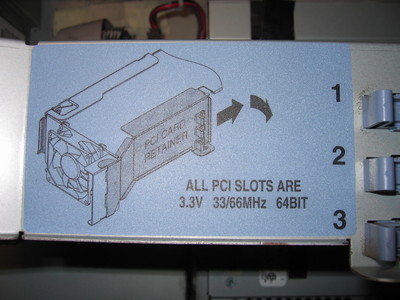 PCI CARD
RETAINER
1
2
3
ALL PCI SLOTS ARE
3.3V 33/66MHz 64BIT